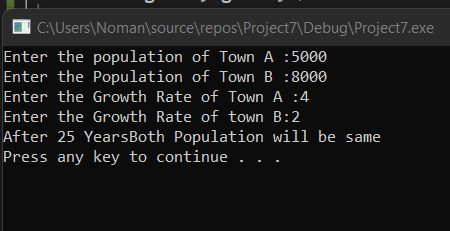 C:\Users\Noman\source\repos\Project7\Debug\Project7.exe
Enter the population of Town A :5000
Enter the Population of Town B :8000
Enter the Growth Rate of Town A :4
Enter the Growth Rate of town B:2
After 25 YearsBoth Population will be same
Press any key to continue . . .